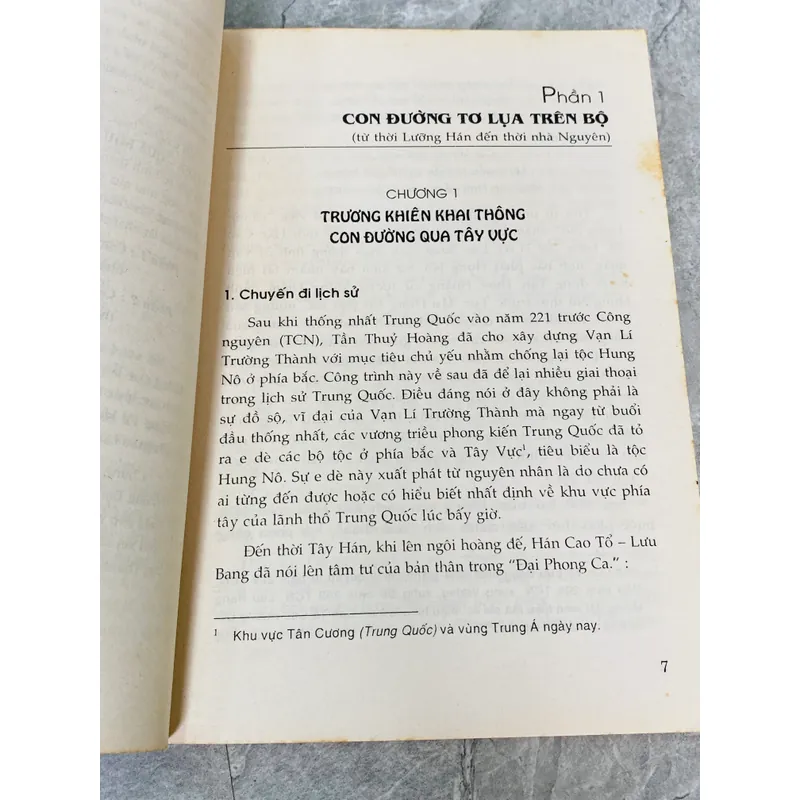 Phần 1
CON ĐƯỜNG TƠ LỤA TRÊN BỘ
(từ thời Lưỡng Hán đến thời nhà Nguyên)
CHƯƠNG 1
TRƯƠNG KHIÊN KHAI THÔNG
CON ĐƯỜNG QUA TÂY VỰC
1. Chuyến đi lịch sử
Sau khi thống nhất Trung Quốc vào năm 221 trước Công
nguyên (TCN), Tần Thuỷ Hoàng đã cho xây dựng Vạn Lí
Trường Thành với mục tiêu chủ yếu nhằm chống lại tộc Hung
Nô ở phía bắc. Công trình này về sau đã để lại nhiều giai thoại
trong lịch sử Trung Quốc. Điều đáng nói ở đây không phải là
sự đồ sộ, vĩ đại của Vạn Lí Trường Thành mà ngay từ buổi
đầu thống nhất, các vương triều phong kiến Trung Quốc đã tỏ
ra e dè các bộ tộc ở phía bắc và Tây Vực¹, tiêu biểu là tộc
Hung Nô. Sự e dè này xuất phát từ nguyên nhân là do chưa có
ai từng đến được hoặc có hiểu biết nhất định về khu vực phía
tây của lãnh thổ Trung Quốc lúc bấy giờ.
Đến thời Tây Hán, khi lên ngôi hoàng đế, Hán Cao Tổ – Lưu
Bang đã nói lên tâm tư của bản thân trong “Đại Phong Ca.” :
¹ Khu vực Tân Cương (Trung Quốc) và vùng Trung Á ngày nay.
7